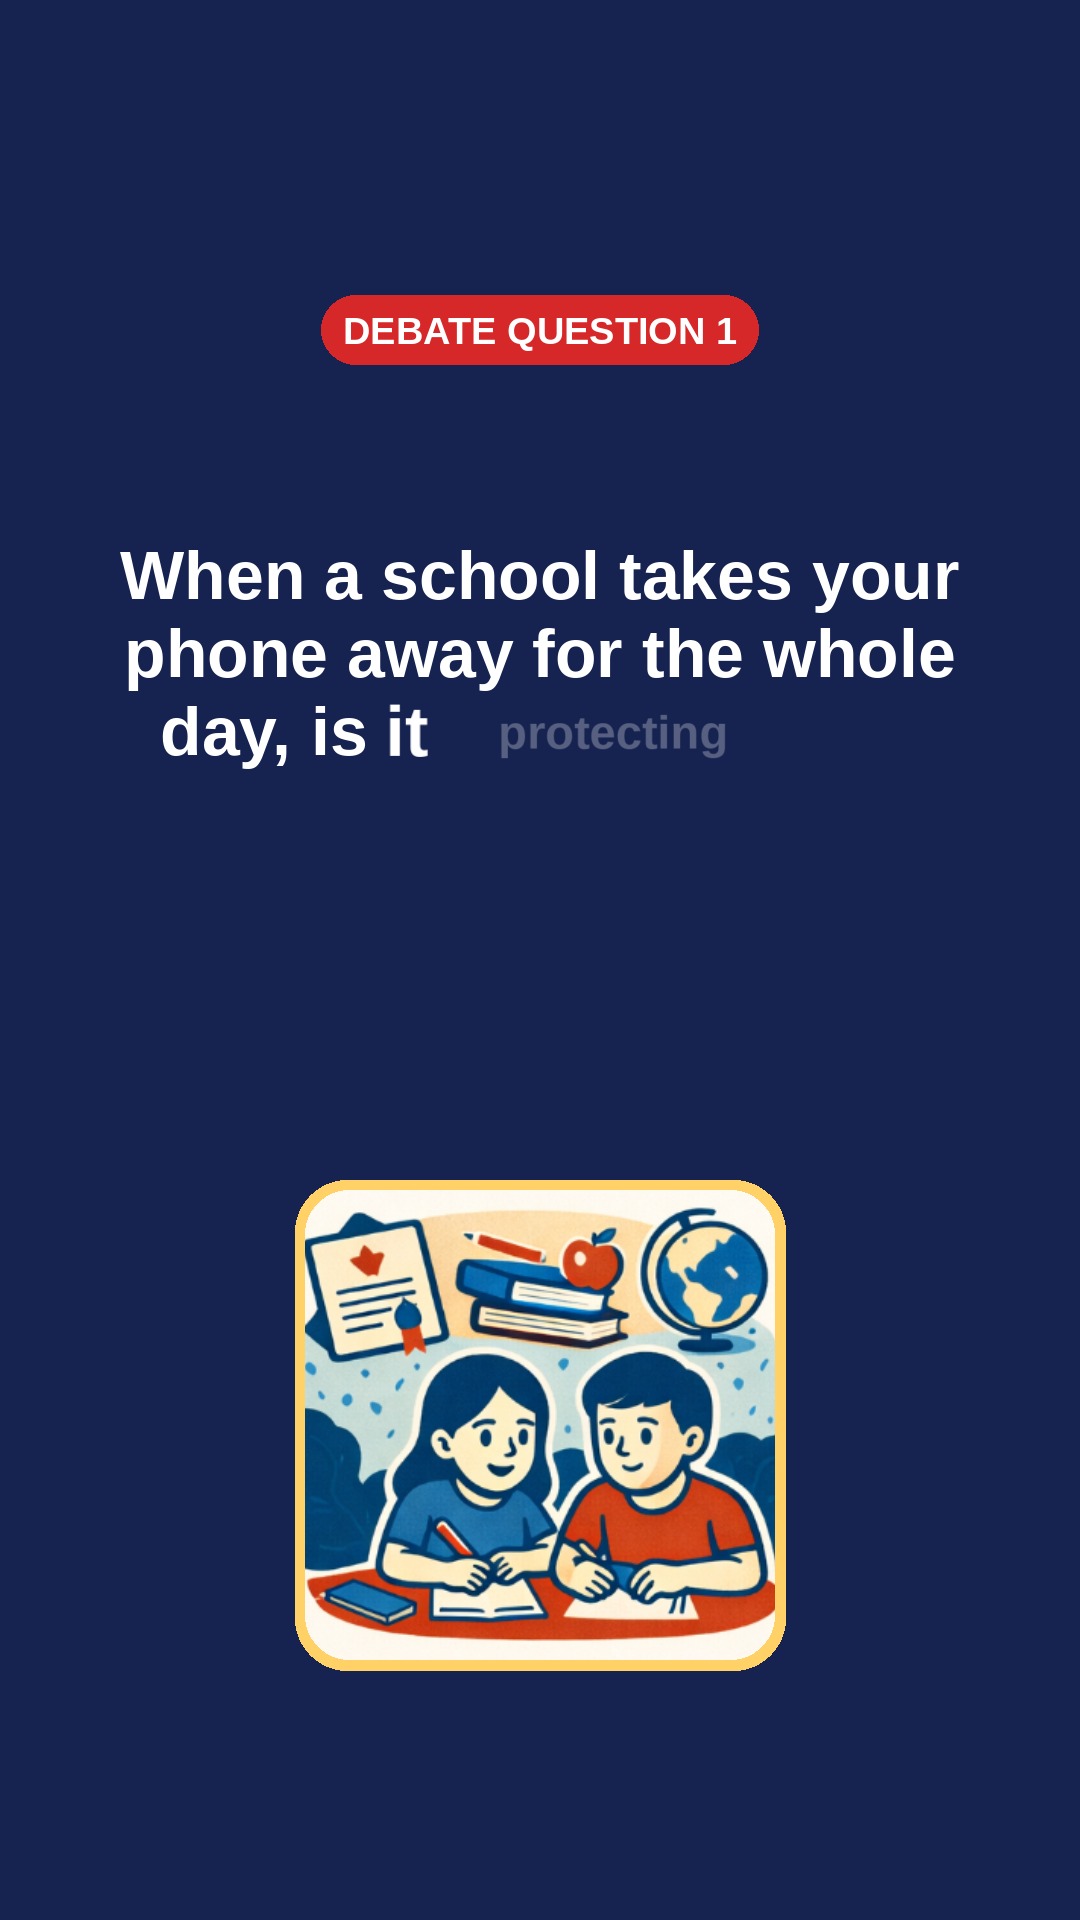 DEBATE QUESTION 1
When a school takes your
phone away for the whole
day, is it protecting